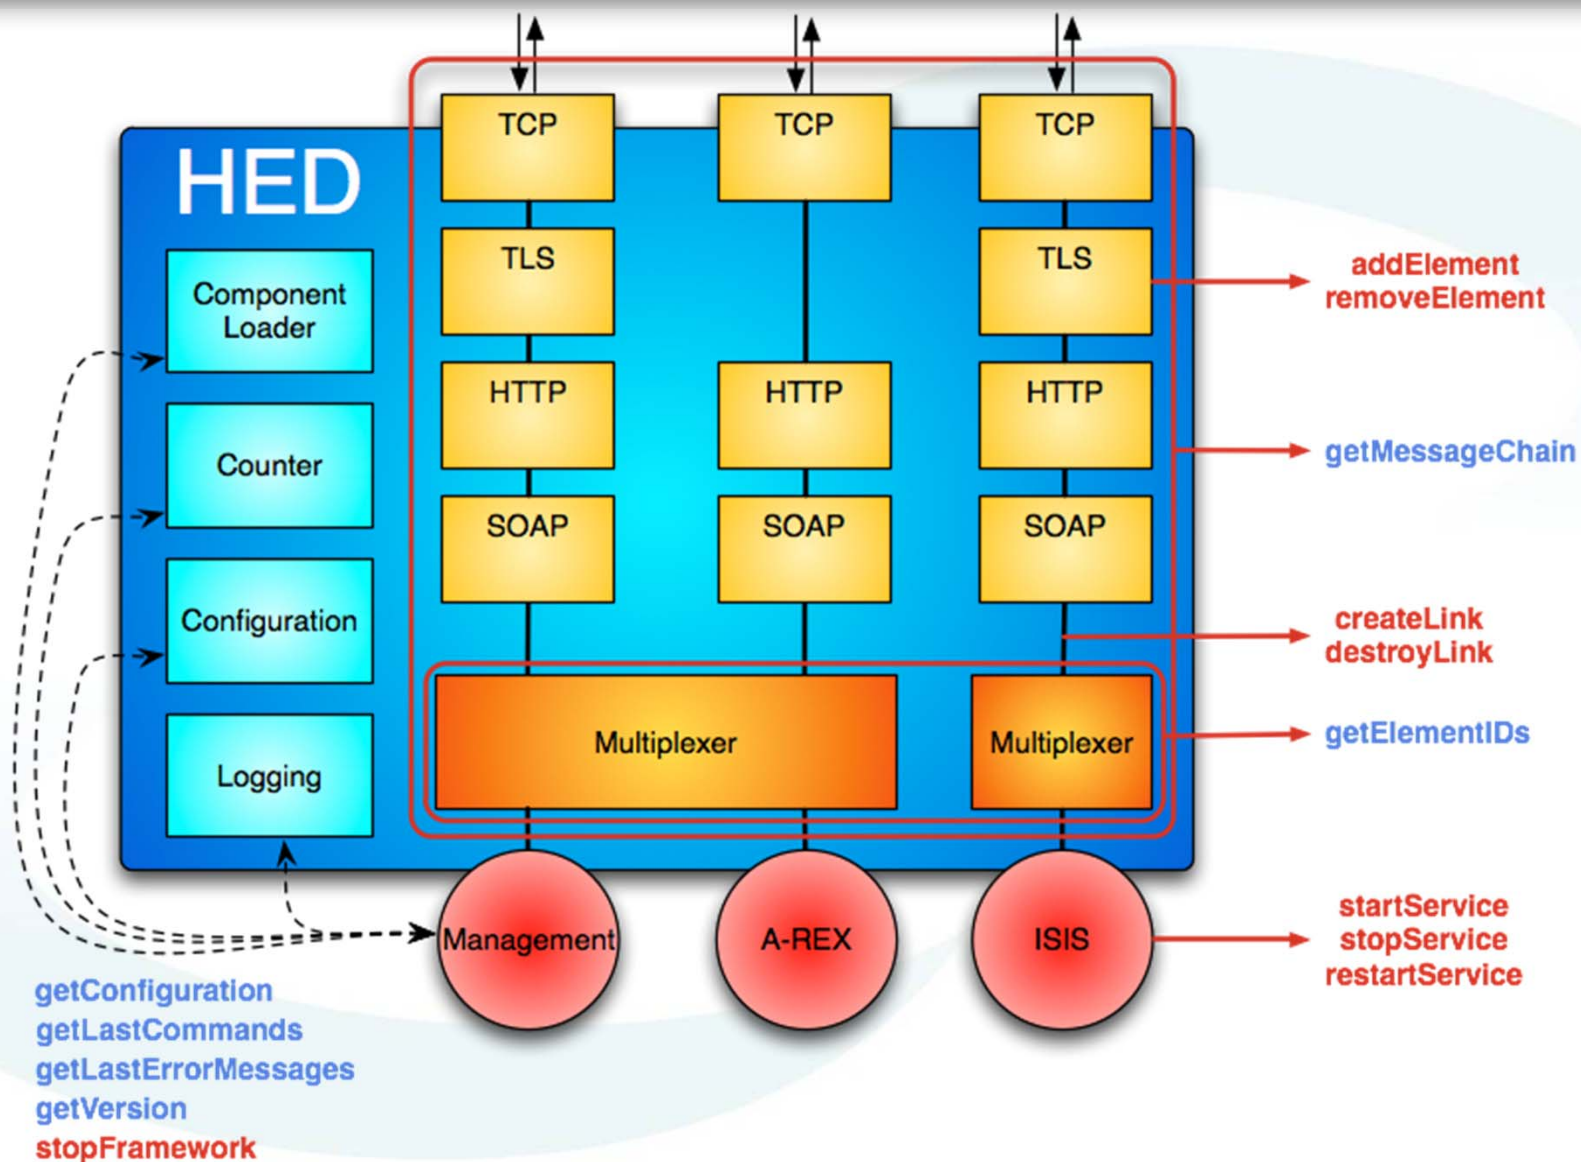 TCP
TCP
TCP
HED
TLS
TLS
addElement
removeElement
Component
Loader
HTTP
HTTP
HTTP
getMessageChain
Counter
SOAP
SOAP
SOAP
Configuration
createLink
destroyLink
Multiplexer
Multiplexer
getElementIDs
Logging
Management
A-REX
ISIS
startService
stopService
restartService
getConfiguration
getLastCommands
getLastErrorMessages
getVersion
stopFramework